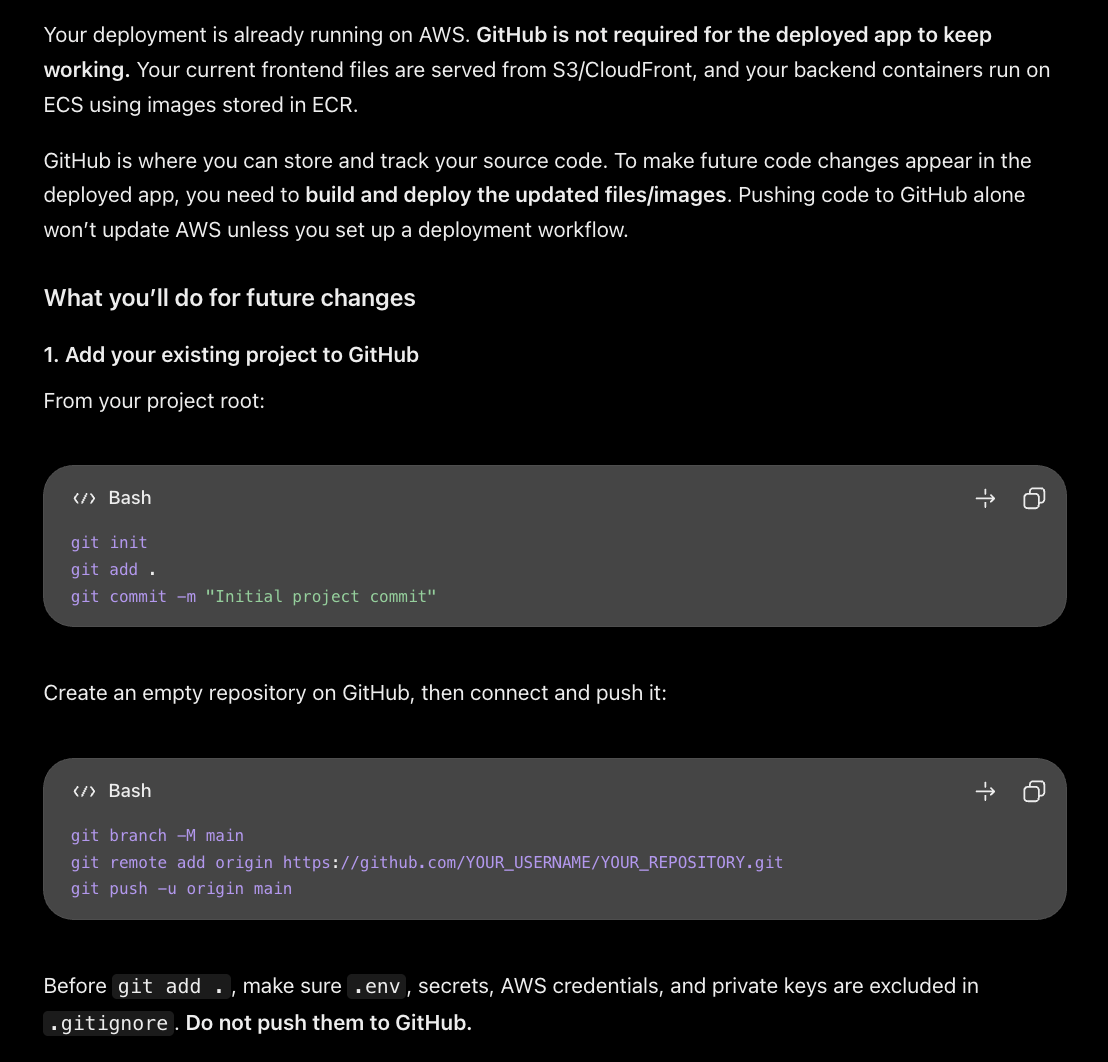 Your deployment is already running on AWS. GitHub is not required for the deployed app to keep
working. Your current frontend files are served from S3/CloudFront, and your backend containers run on
ECS using images stored in ECR.
GitHub is where you can store and track your source code. To make future code changes appear in the
deployed app, you need to build and deploy the updated files/images. Pushing code to GitHub alone
won’t update AWS unless you set up a deployment workflow.
What you’ll do for future changes
1. Add your existing project to GitHub
From your project root:
Bash
git init
git add .
git commit -m "Initial project commit"
Create an empty repository on GitHub, then connect and push it:
Bash
git branch -M main
git remote add origin https://github.com/YOUR_USERNAME/YOUR_REPOSITORY.git
git push -u origin main
Before git add ., make sure .env, secrets, AWS credentials, and private keys are excluded in
.gitignore. Do not push them to GitHub.